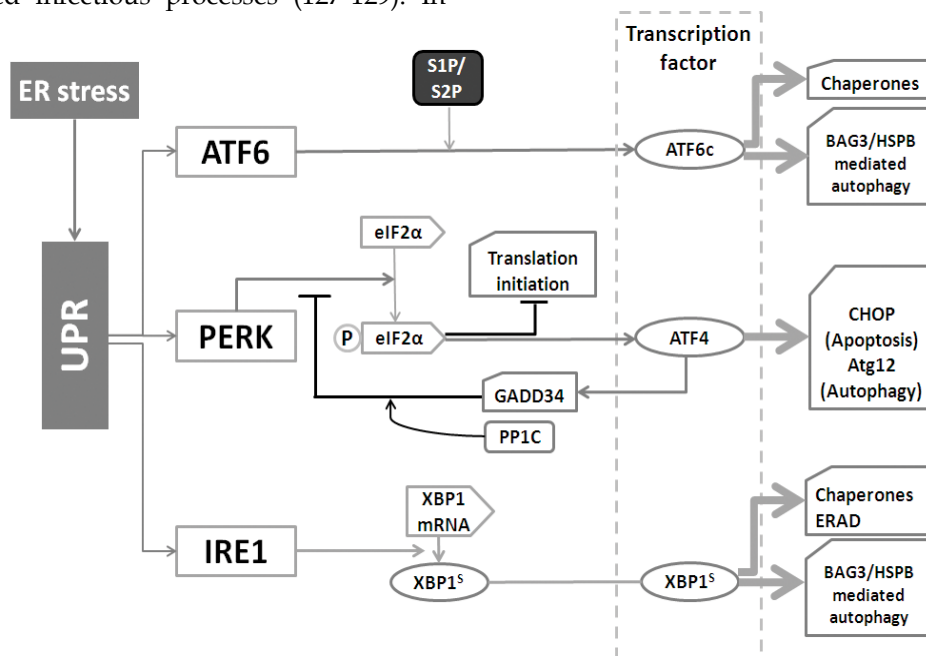 ed infectious processes (127-129). In
Transcription
factor
S1P/
S2P
ER stress
Chaperones
ATF6
ATF6c
BAG3/HSPB
mediated
autophagy
eIF2α
Translation
initiation
UPR
PERK
P
eIF2α
ATF4
CHOP
(Apoptosis)
Atg12
(Autophagy)
GADD34
PP1C
XBP1
mRNA
Chaperones
ERAD
IRE1
XBP1ˢ
XBP1ˢ
BAG3/HSPB
mediated
autophagy